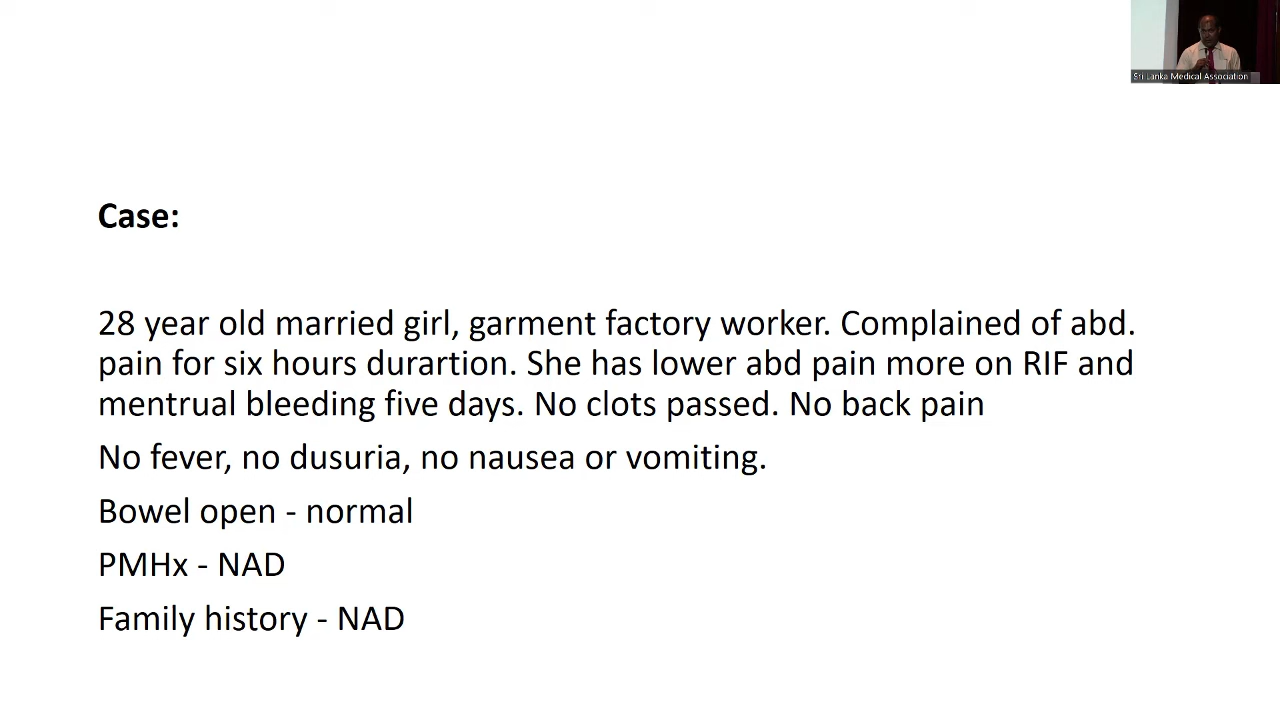 Sri Lanka Medical Association
Case:
28 year old married girl, garment factory worker. Complained of abd.
pain for six hours durartion. She has lower abd pain more on RIF and
mentrual bleeding five days. No clots passed. No back pain
No fever, no dusuria, no nausea or vomiting.
Bowel open - normal
PMHx - NAD
Family history - NAD